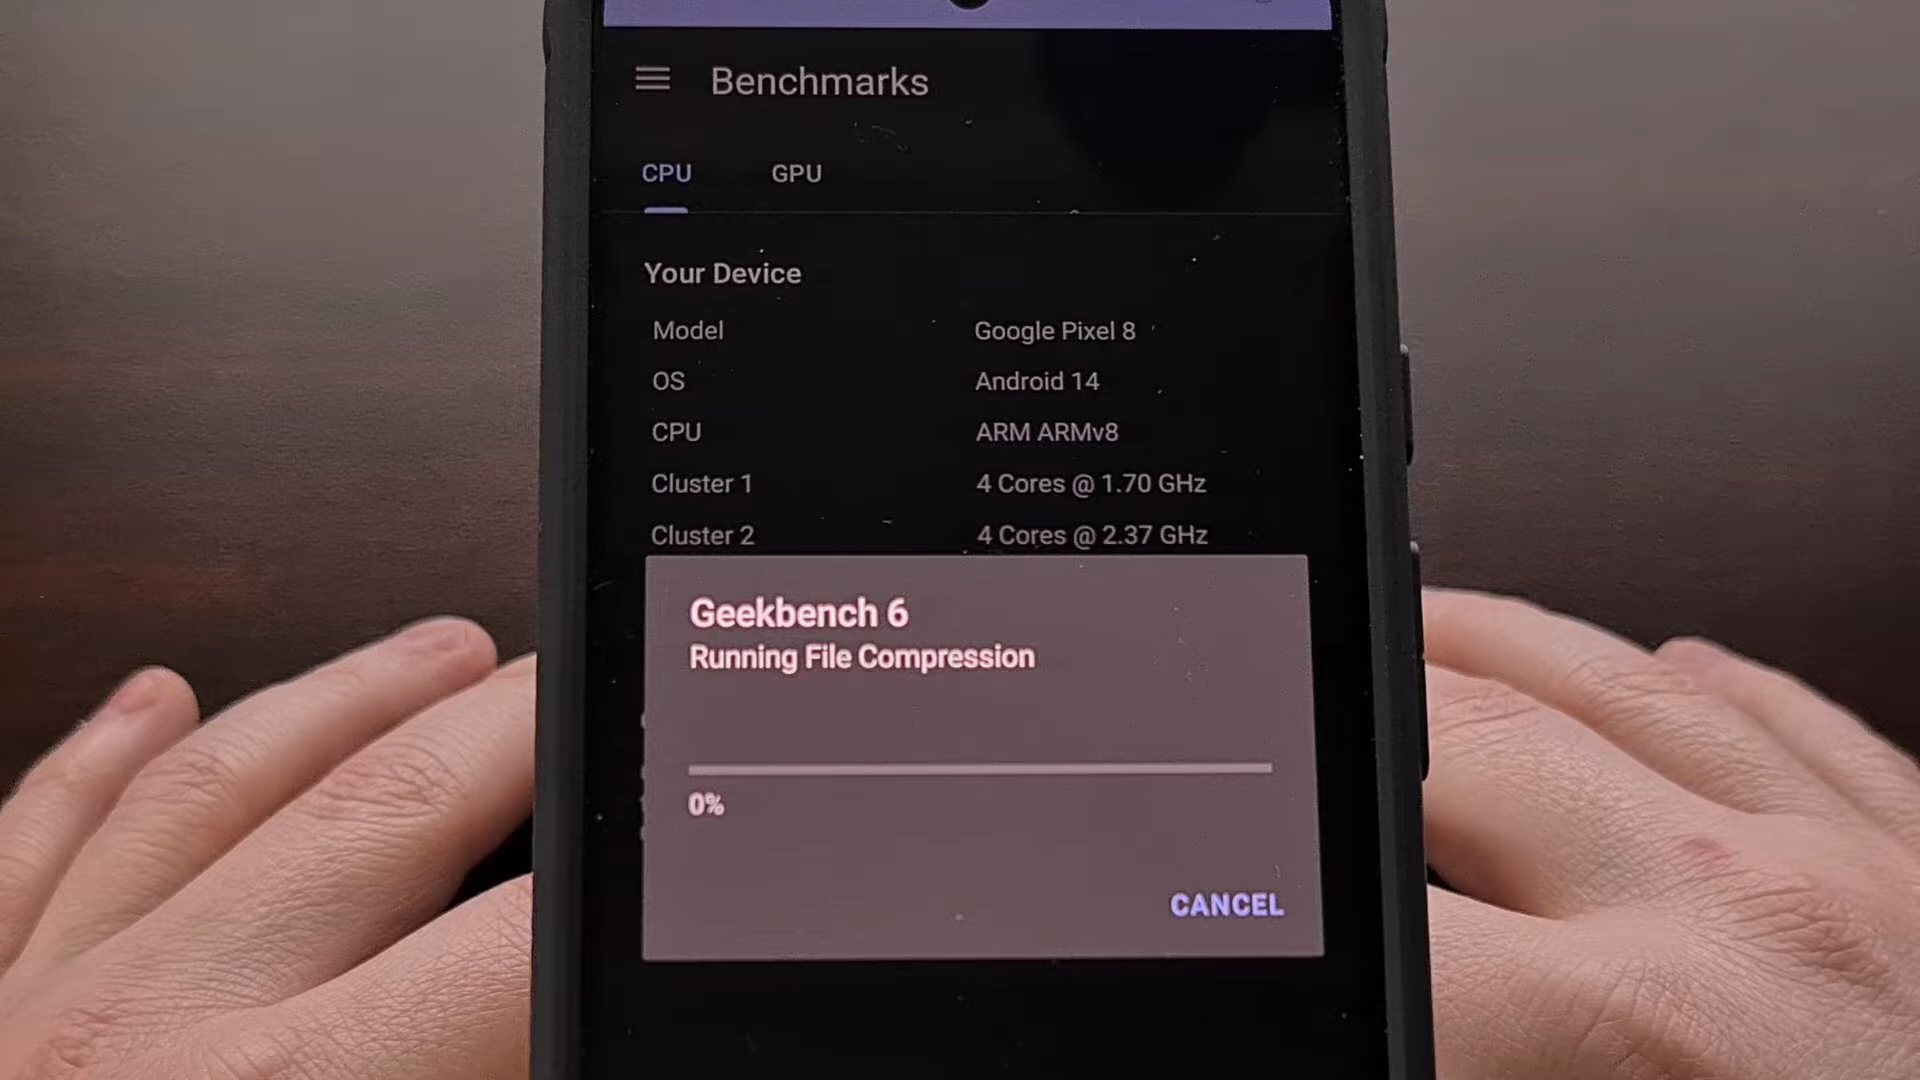 Benchmarks
CPU GPU
Your Device
Model Google Pixel 8
OS Android 14
CPU ARM ARMv8
Cluster 1 4 Cores @ 1.70 GHz
Cluster 2 4 Cores @ 2.37 GHz
Geekbench 6
Running File Compression
0%
CANCEL